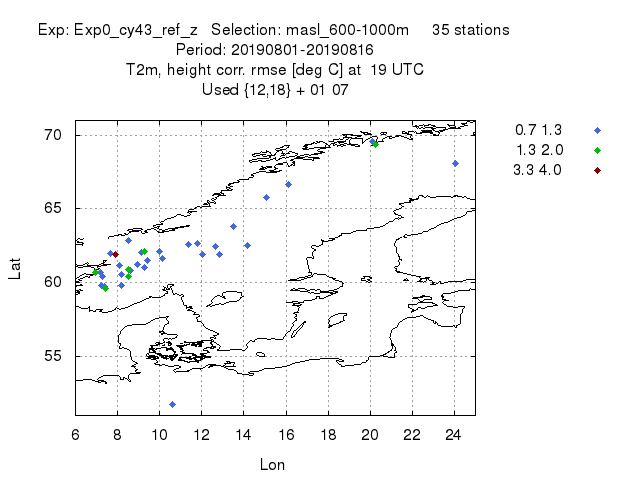 Exp: Exp0_cy43_ref_z   Selection: masl_600-1000m     35 stations
Period: 20190801-20190816
T2m, height corr. rmse [deg C] at  19 UTC
Used {12,18} + 01 07
70
65
60
55
6 8 10 12 14 16 18 20 22 24
Lat
Lon
0.7 1.3
1.3 2.0
3.3 4.0